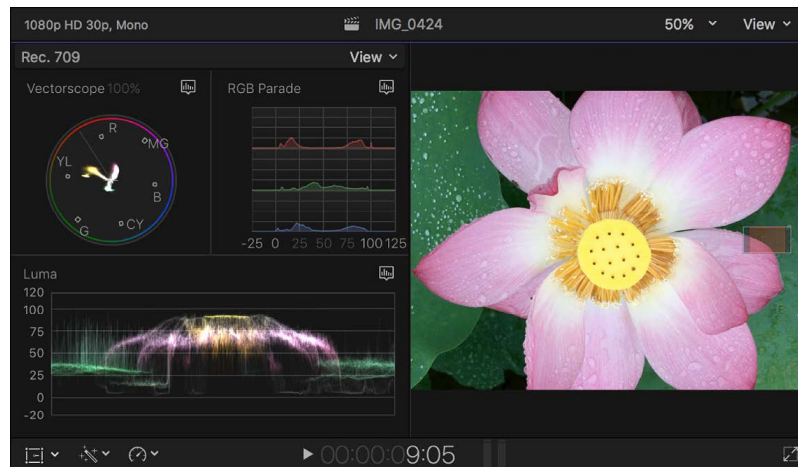 1080p HD 30p, Mono
IMG_0424
50%
View
Rec. 709
View
Vectorscope 100%
RGB Parade
R
MG
YL
B
G
CY
-25 0 25 50 75 100 125
Luma
120
100
75
50
25
0
-20
00:00:09:05